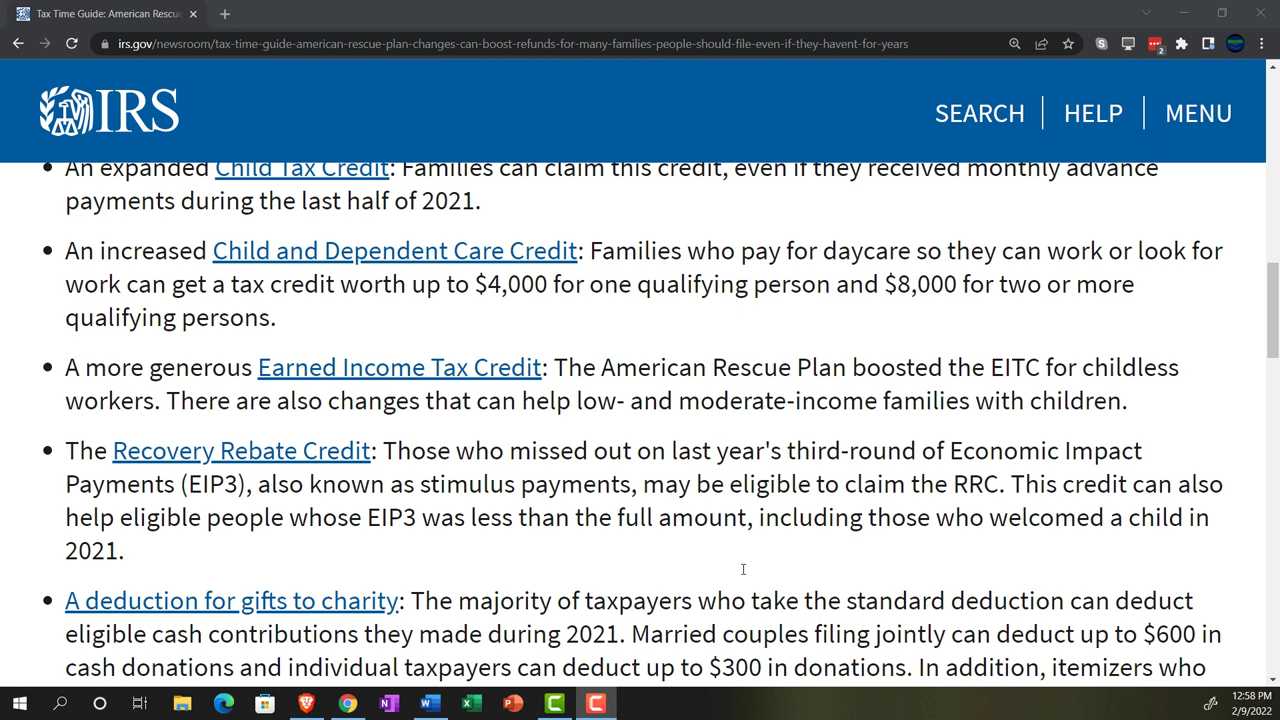 Tax Time Guide: American Rescue
irs.gov/newsroom/tax-time-guide-american-rescue-plan-changes-can-boost-refunds-for-many-families-people-should-file-even-if-they-havent-for-years
IRS
SEARCH
HELP
MENU
• An expanded Child Tax Credit: Families can claim this credit, even if they received monthly advance
payments during the last half of 2021.
• An increased Child and Dependent Care Credit: Families who pay for daycare so they can work or look for
work can get a tax credit worth up to $4,000 for one qualifying person and $8,000 for two or more
qualifying persons.
• A more generous Earned Income Tax Credit: The American Rescue Plan boosted the EITC for childless
workers. There are also changes that can help low- and moderate-income families with children.
• The Recovery Rebate Credit: Those who missed out on last year's third-round of Economic Impact
Payments (EIP3), also known as stimulus payments, may be eligible to claim the RRC. This credit can also
help eligible people whose EIP3 was less than the full amount, including those who welcomed a child in
2021.
• A deduction for gifts to charity: The majority of taxpayers who take the standard deduction can deduct
eligible cash contributions they made during 2021. Married couples filing jointly can deduct up to $600 in
cash donations and individual taxpayers can deduct up to $300 in donations. In addition, itemizers who
12:58 PM
2/9/2022